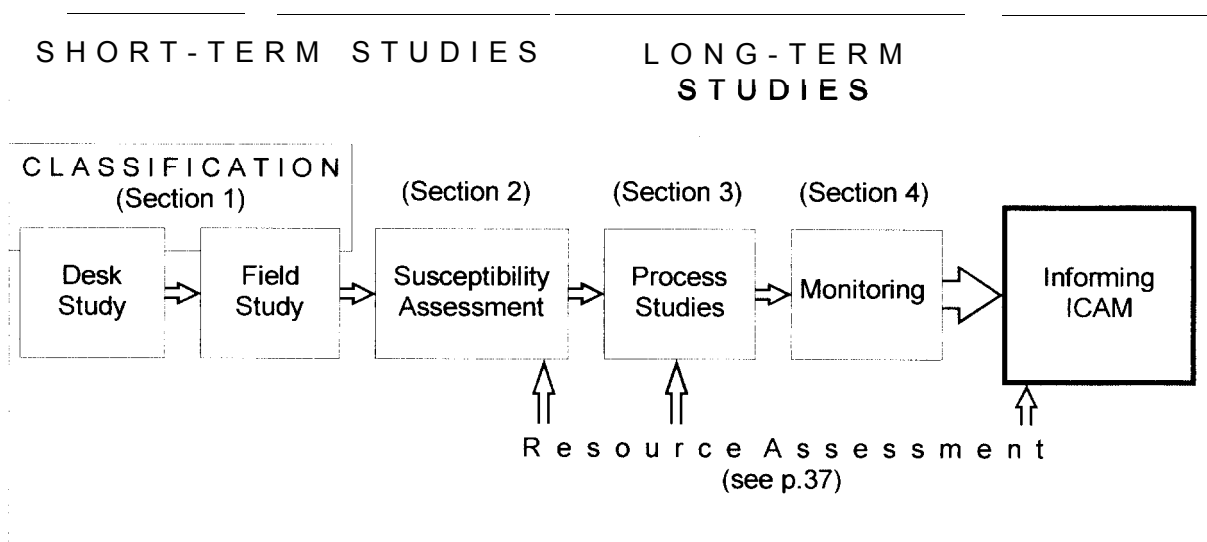 SHORT-TERM STUDIES
LONG-TERM
STUDIES
CLASSIFICATION
(Section 1)
(Section 2)
(Section 3)
(Section 4)
Desk
Study
Field
Study
Susceptibility
Assessment
Process
Studies
Monitoring
Informing
ICAM
Resource Assessment
(see p.37)